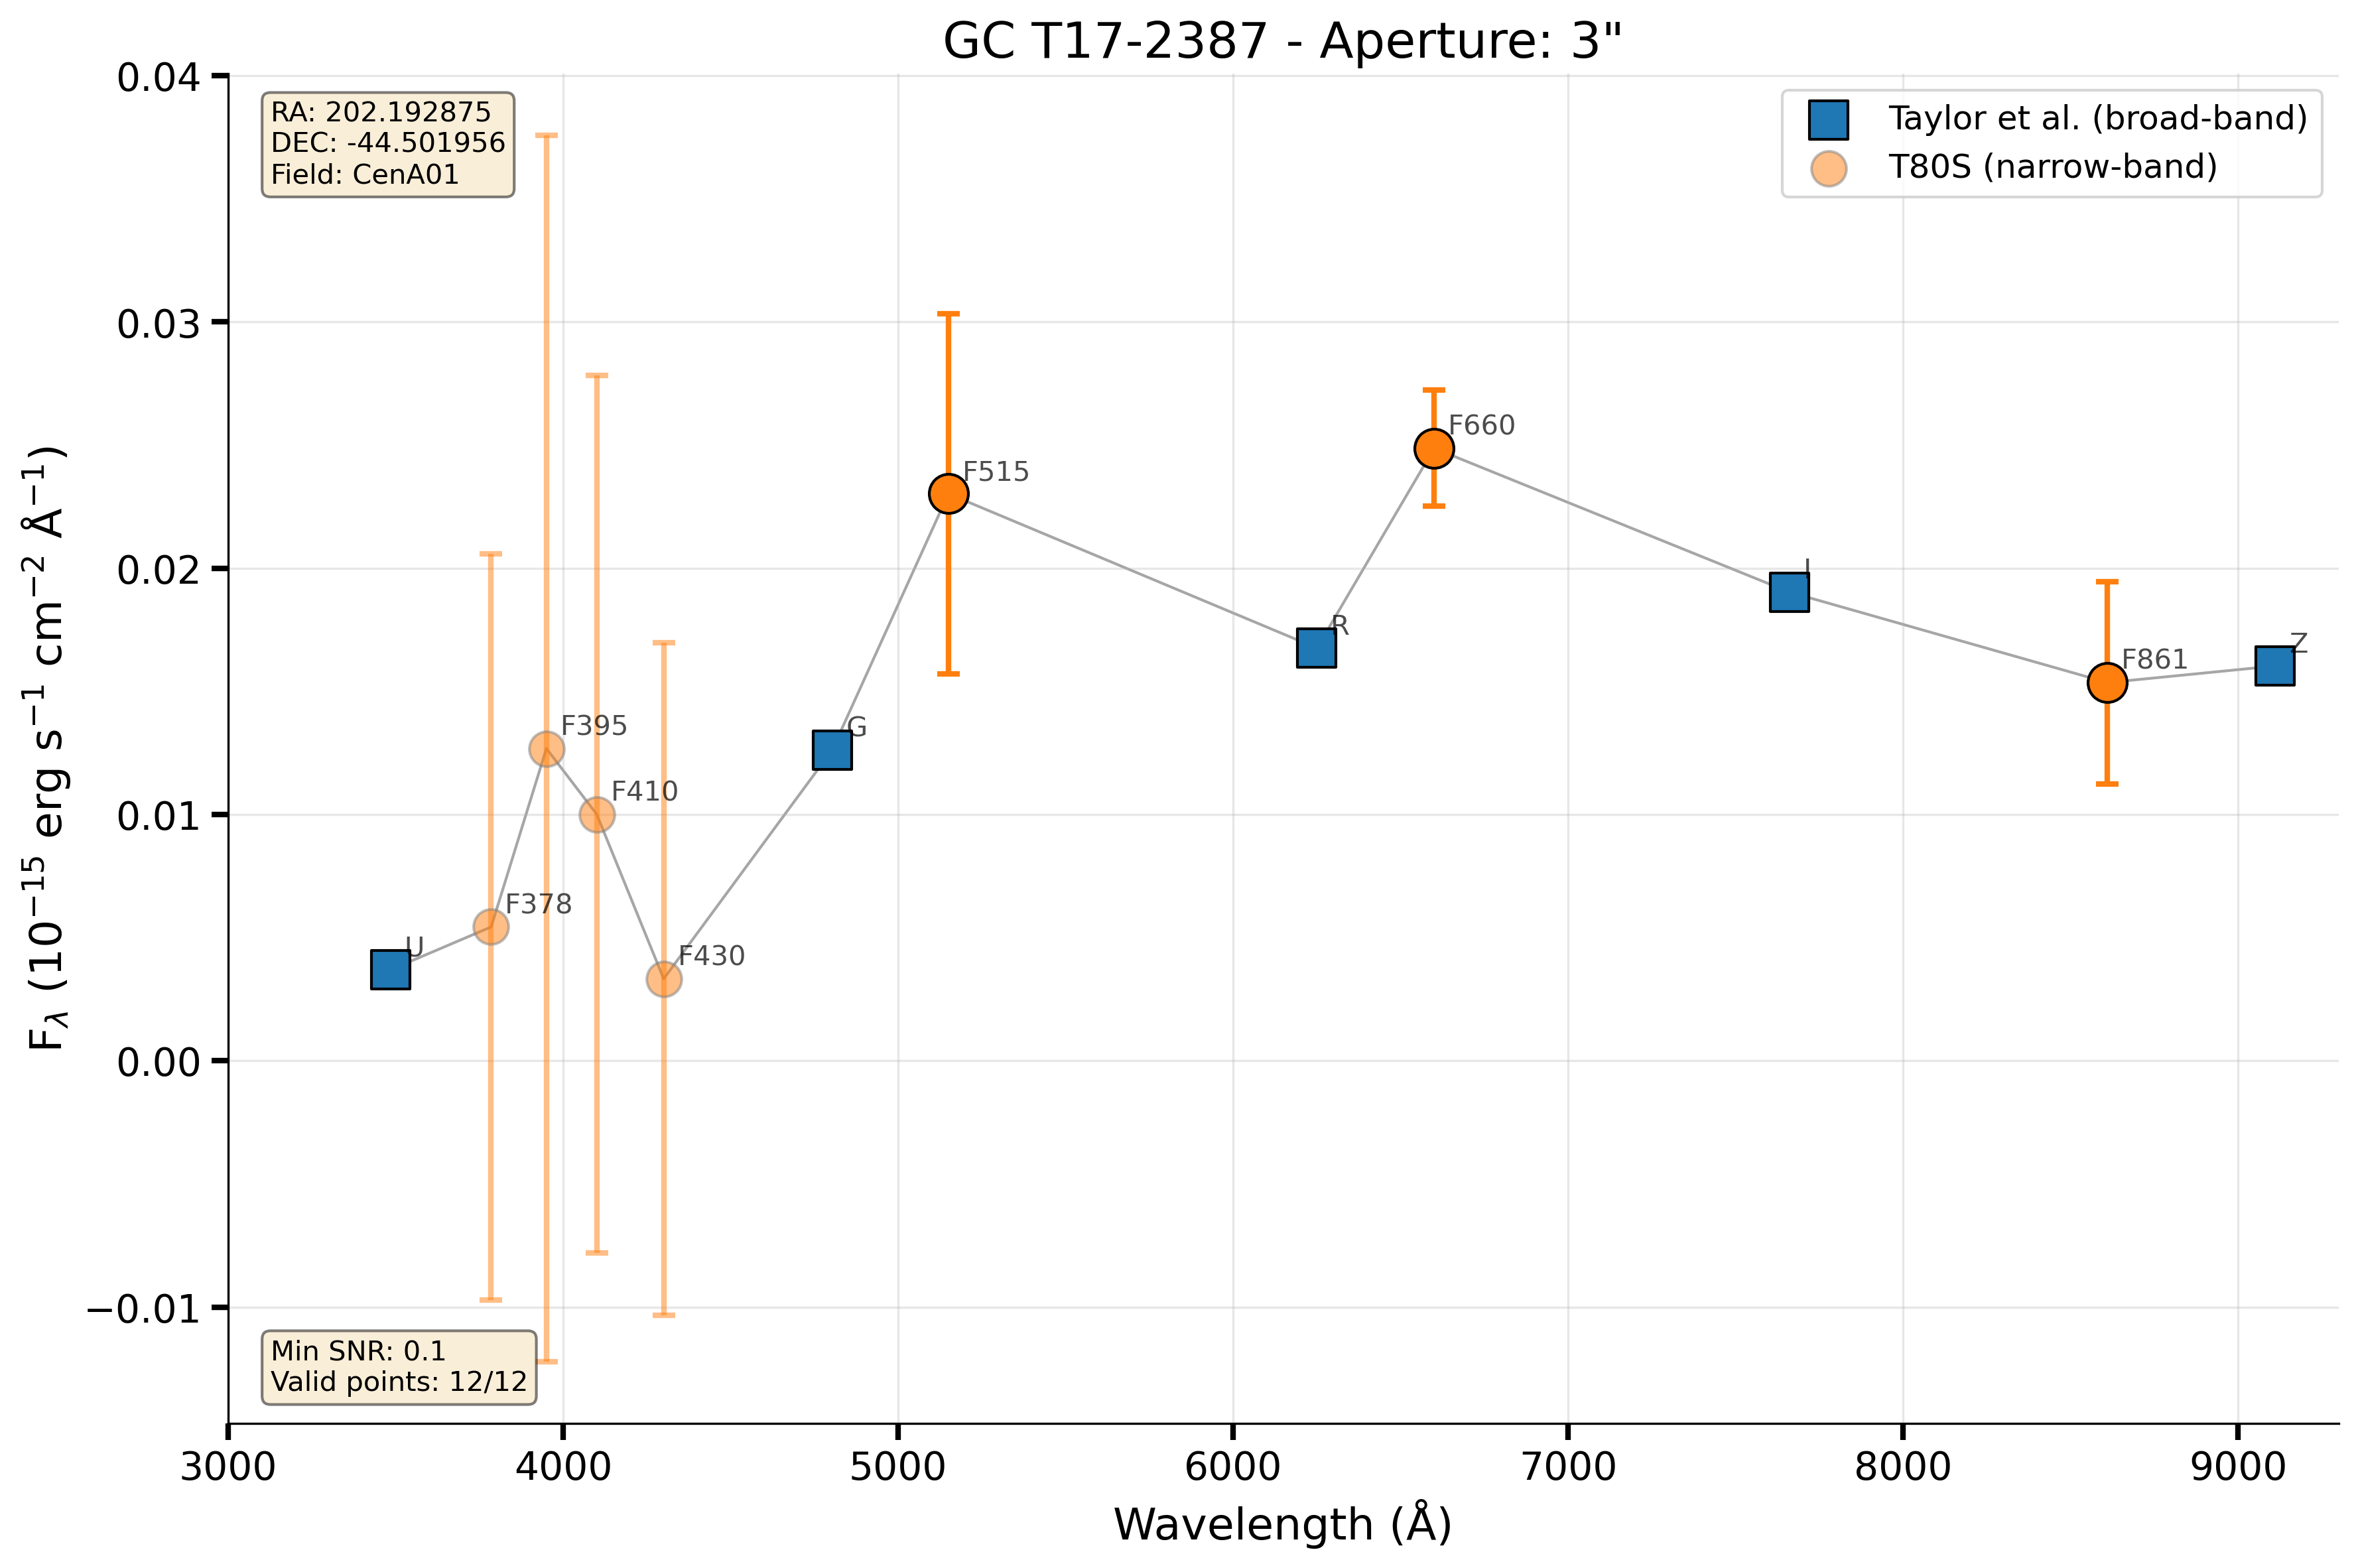 GC T17-2387 - Aperture: 3"
RA: 202.192875
DEC: -44.501956
Field: CenA01
Taylor et al. (broad-band)
T80S (narrow-band)
0.04
0.03
0.02
0.01
0.00
−0.01
F_λ (10⁻¹⁵ erg s⁻¹ cm⁻² Å⁻¹)
U
F378
F395
F410
F430
G
F515
R
F660
I
F861
Z
Min SNR: 0.1
Valid points: 12/12
3000
4000
5000
6000
7000
8000
9000
Wavelength (Å)